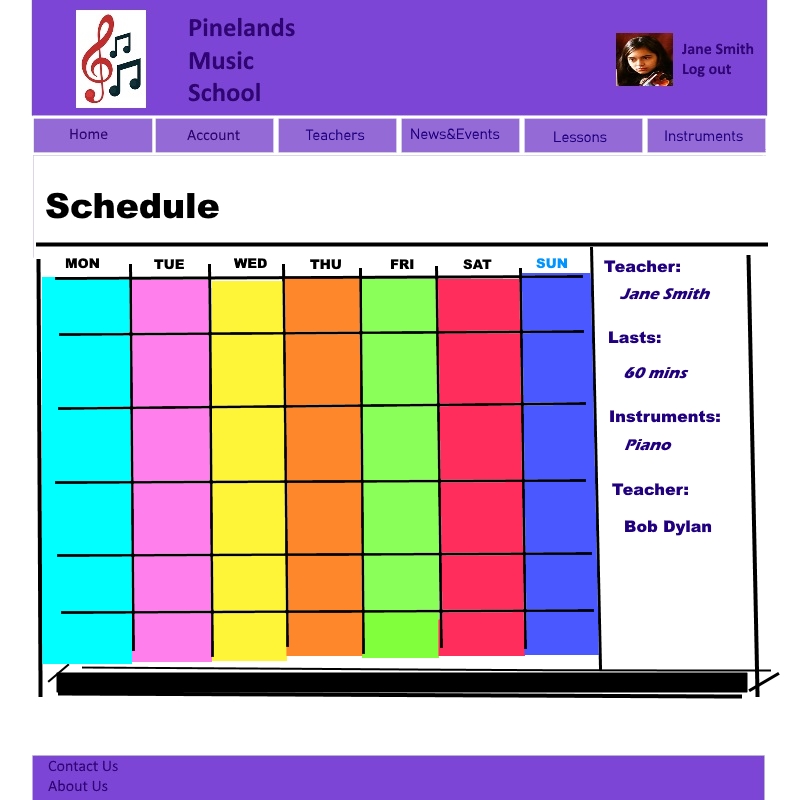 Pinelands
Music
School
Jane Smith
Log out
Home
Account
Teachers
News&Events
Lessons
Instruments
Schedule
MON
TUE
WED
THU
FRI
SAT
SUN
Teacher:
Jane Smith
Lasts:
60 mins
Instruments:
Piano
Teacher:
Bob Dylan
Contact Us
About Us